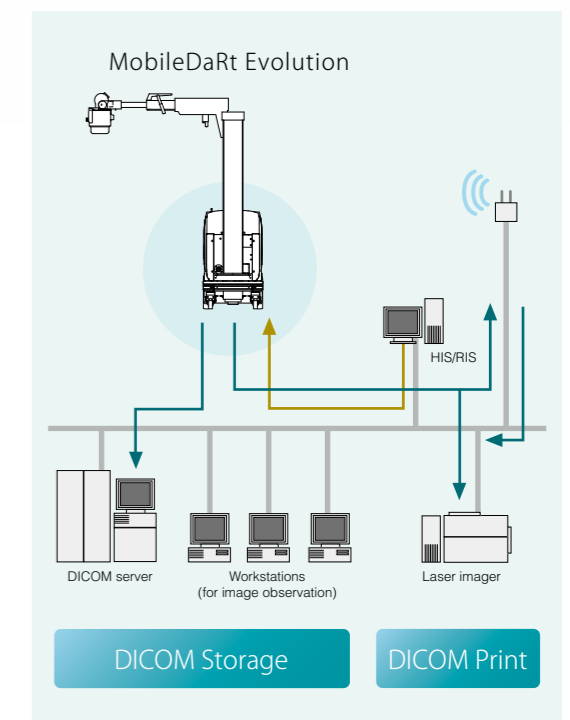 MobileDaRt Evolution
HIS/RIS
DICOM server
Workstations
(for image observation)
Laser imager
DICOM Storage
DICOM Print